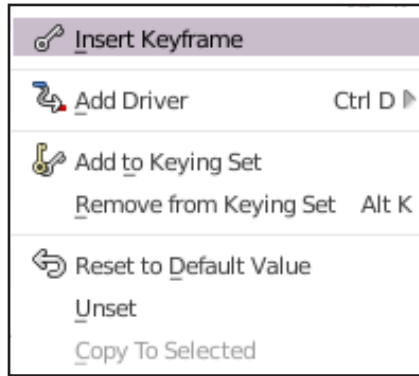 Insert Keyframe
Add Driver Ctrl D
Add to Keying Set
Remove from Keying Set Alt K
Reset to Default Value
Unset
Copy To Selected